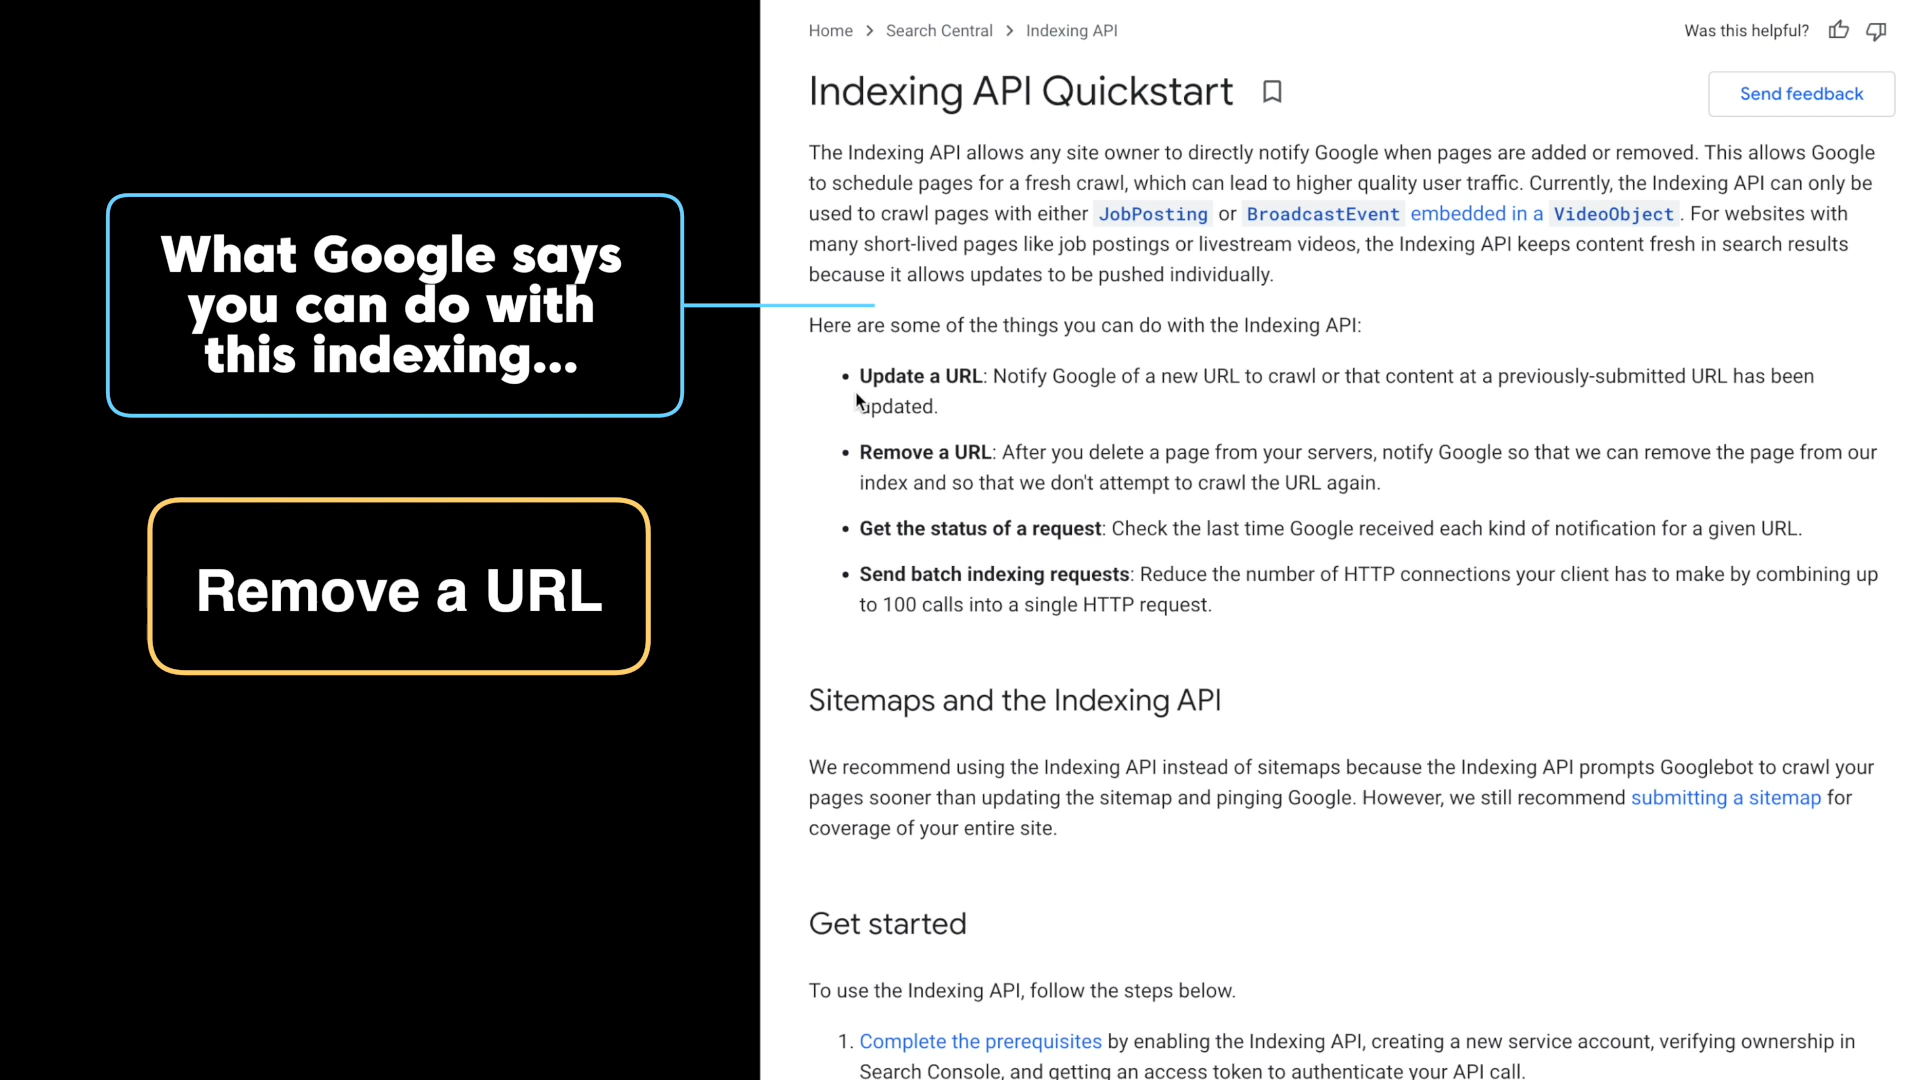 What Google says
you can do with
this indexing...
Remove a URL
Home > Search Central > Indexing API
Was this helpful?
Indexing API Quickstart
Send feedback
The Indexing API allows any site owner to directly notify Google when pages are added or removed. This allows Google
to schedule pages for a fresh crawl, which can lead to higher quality user traffic. Currently, the Indexing API can only be
used to crawl pages with either JobPosting or BroadcastEvent embedded in a VideoObject. For websites with
many short-lived pages like job postings or livestream videos, the Indexing API keeps content fresh in search results
because it allows updates to be pushed individually.
Here are some of the things you can do with the Indexing API:
• Update a URL: Notify Google of a new URL to crawl or that content at a previously-submitted URL has been
updated.
• Remove a URL: After you delete a page from your servers, notify Google so that we can remove the page from our
index and so that we don't attempt to crawl the URL again.
• Get the status of a request: Check the last time Google received each kind of notification for a given URL.
• Send batch indexing requests: Reduce the number of HTTP connections your client has to make by combining up
to 100 calls into a single HTTP request.
Sitemaps and the Indexing API
We recommend using the Indexing API instead of sitemaps because the Indexing API prompts Googlebot to crawl your
pages sooner than updating the sitemap and pinging Google. However, we still recommend submitting a sitemap for
coverage of your entire site.
Get started
To use the Indexing API, follow the steps below.
1. Complete the prerequisites by enabling the Indexing API, creating a new service account, verifying ownership in
Search Console, and getting an access token to authenticate your API call.